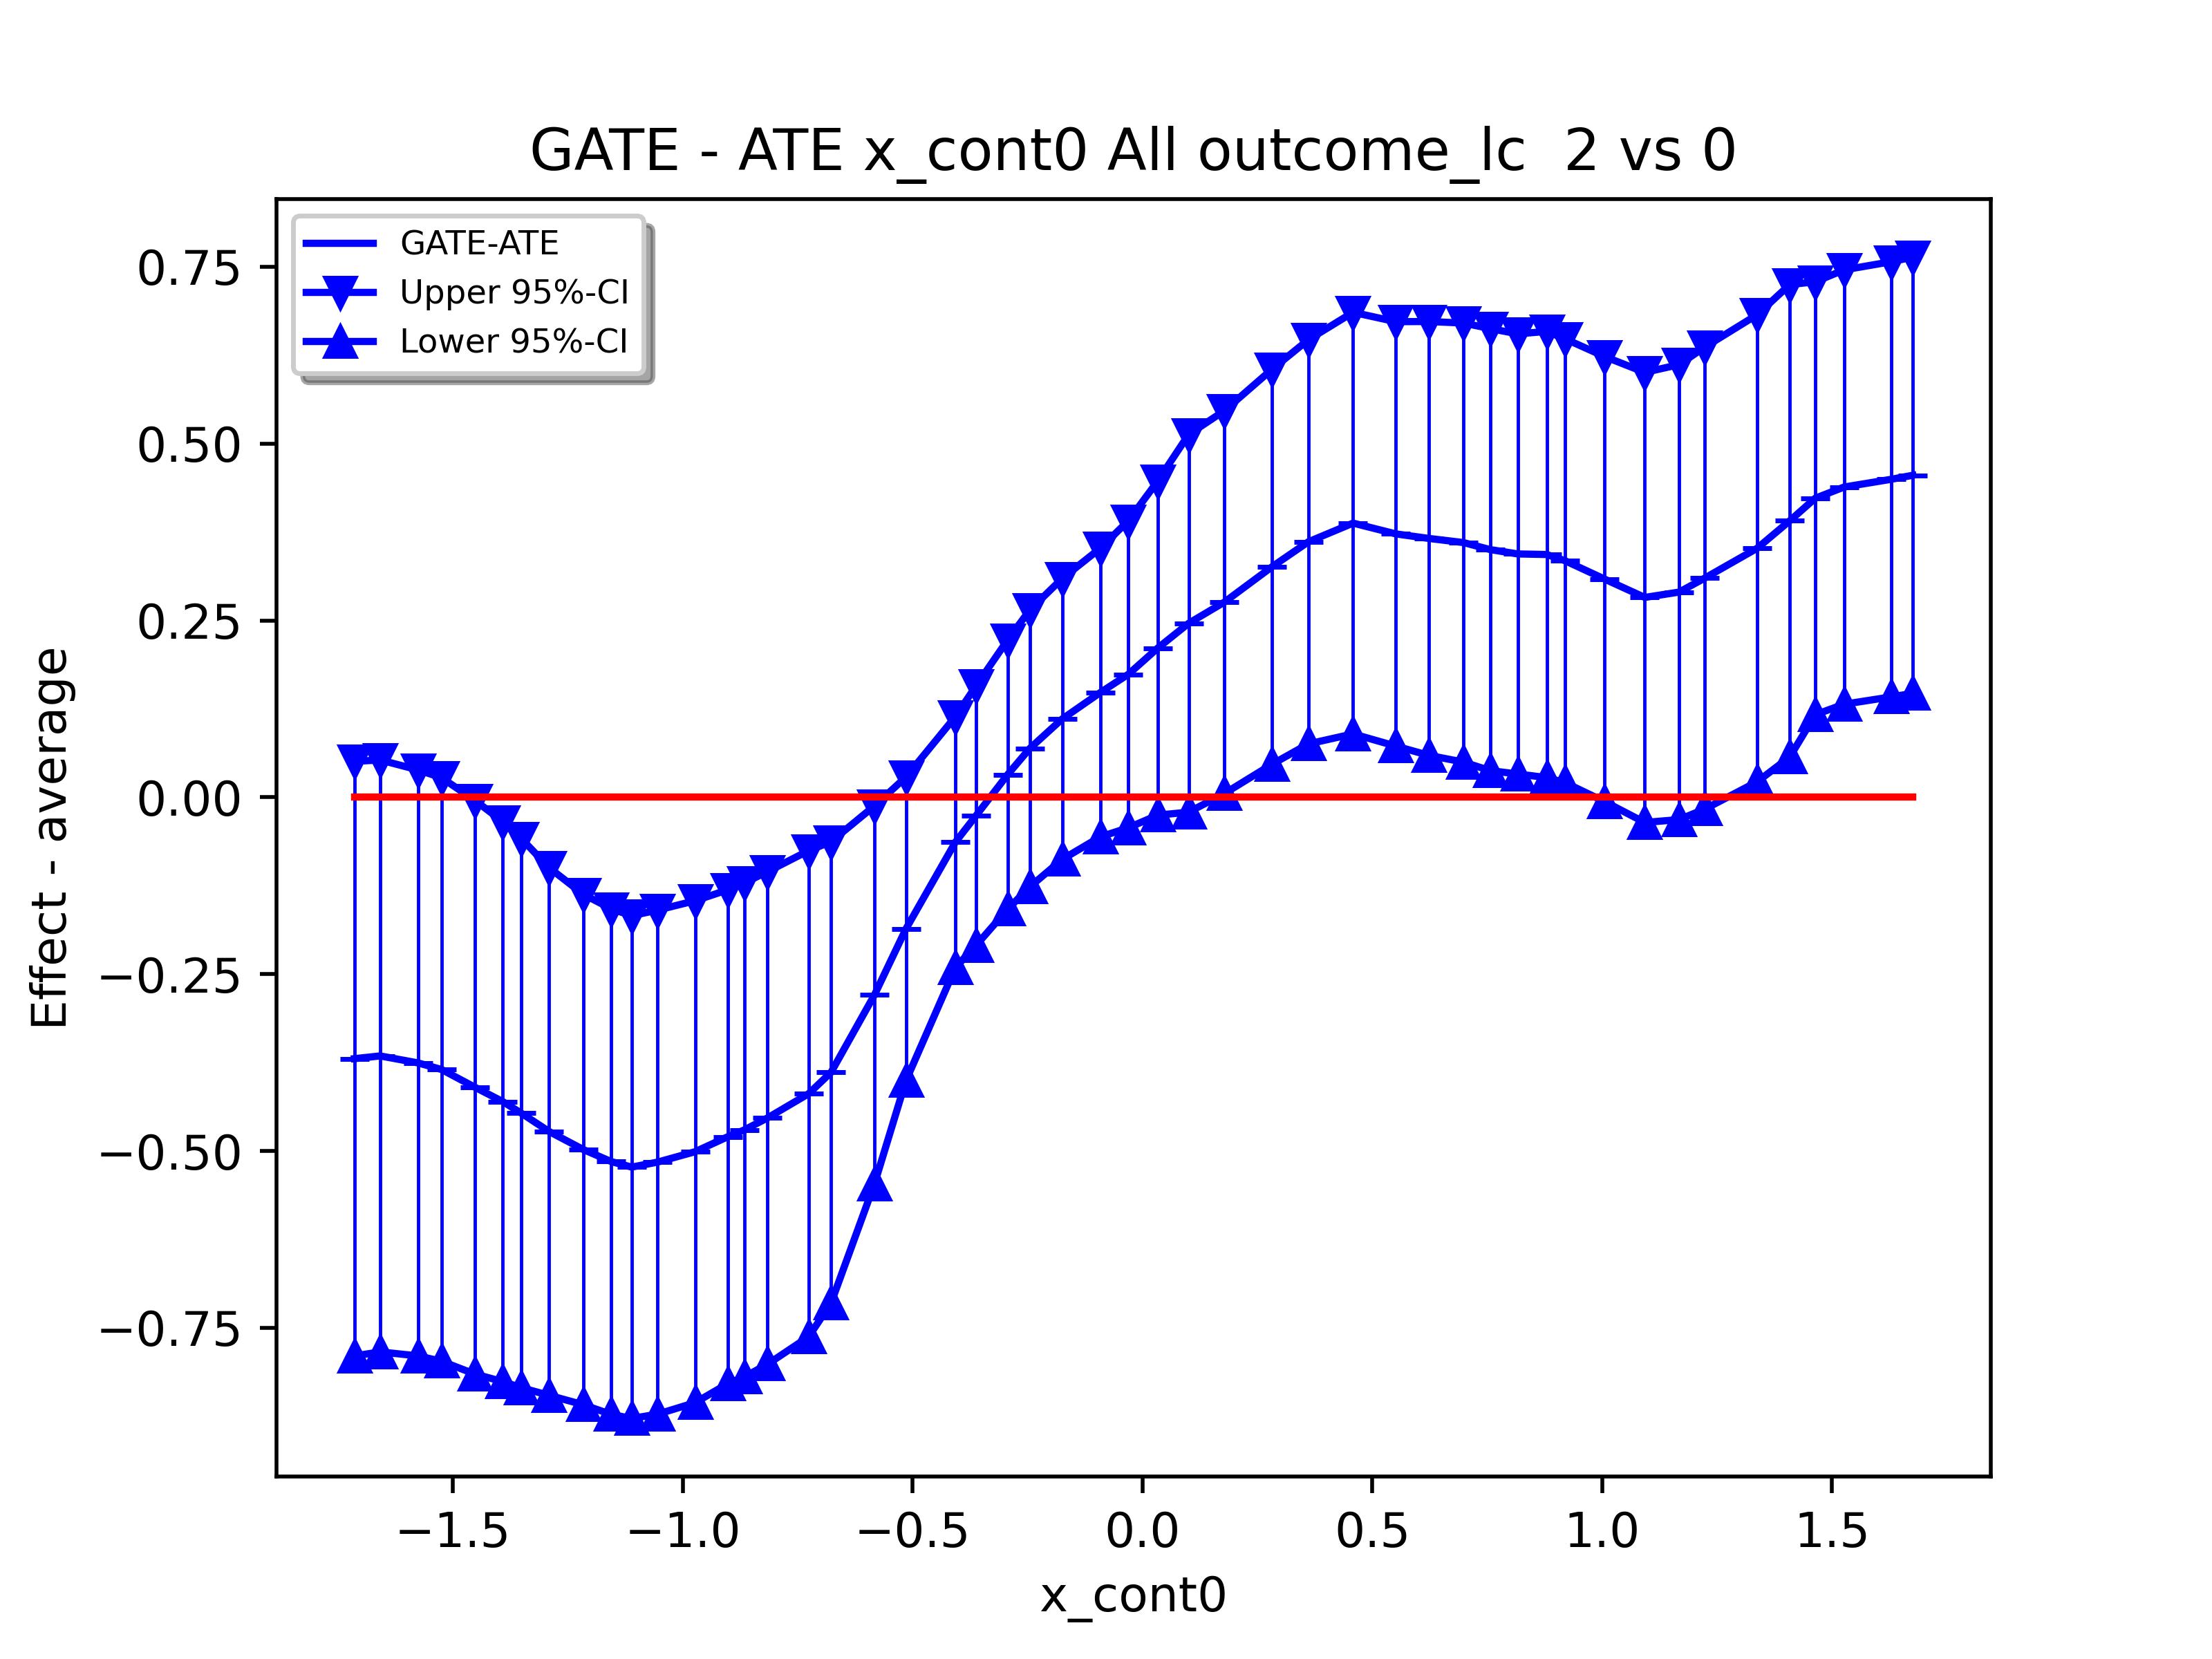 GATE - ATE x_cont0 All outcome_lc  2 vs 0
GATE-ATE
Upper 95%-CI
Lower 95%-CI
0.75
0.50
0.25
0.00
−0.25
−0.50
−0.75
Effect - average
−1.5 −1.0 −0.5 0.0 0.5 1.0 1.5
x_cont0